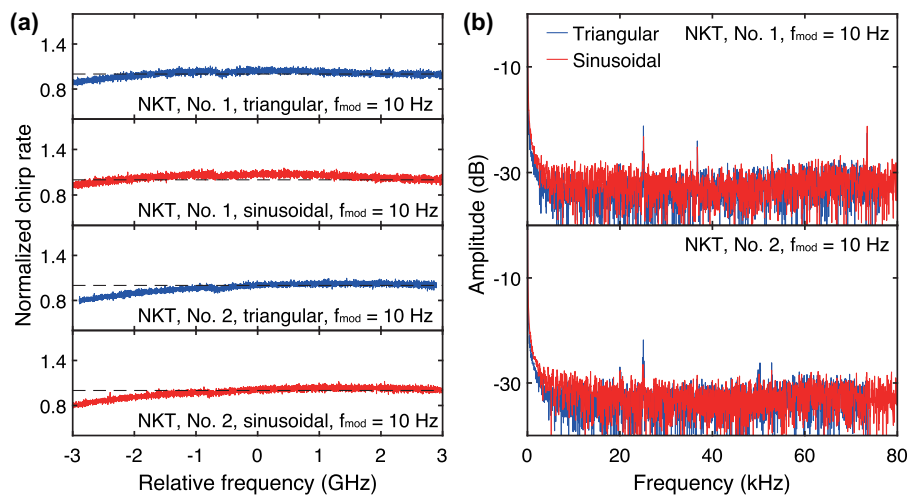 (a)
Normalized chirp rate
1.4
0.8
NKT, No. 1, triangular, fmod = 10 Hz
1.4
0.8
NKT, No. 1, sinusoidal, fmod = 10 Hz
1.4
0.8
NKT, No. 2, triangular, fmod = 10 Hz
1.4
0.8
NKT, No. 2, sinusoidal, fmod = 10 Hz
-3 -2 -1 0 1 2 3
Relative frequency (GHz)
(b)
Amplitude (dB)
Triangular
Sinusoidal
NKT, No. 1, fmod = 10 Hz
-10
-30
NKT, No. 2, fmod = 10 Hz
-10
-30
0 20 40 60 80
Frequency (kHz)